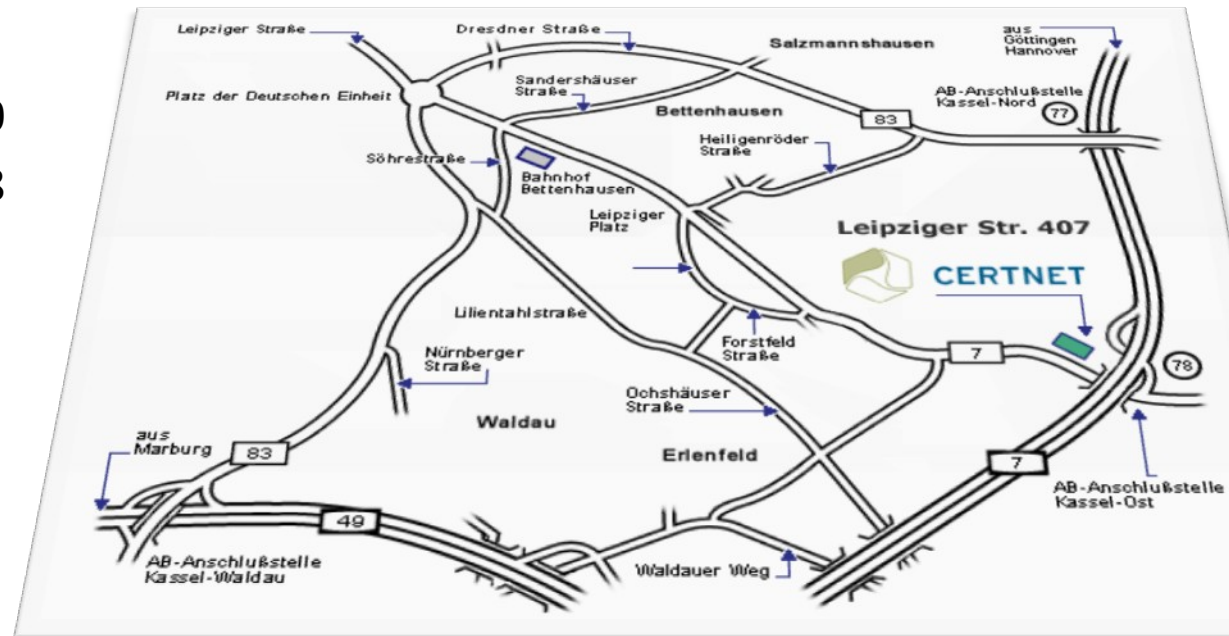 Leipziger Straße
Dresdner Straße
Salzmannshausen
aus
Göttingen
Hannover
Platz der Deutschen Einheit
Sandershäuser
Straße
Bettenhausen
83
AB-Anschlußstelle
Kassel-Nord
77
Söhrestraße
Bahnhof
Bettenhausen
Heiligenröder
Straße
Leipziger
Platz
Leipziger Str. 407
CERTNET
Lilientahlstraße
Forstfeld
Straße
7
78
Nürnberger
Straße
Ochshäuser
Straße
Waldau
Erlenfeld
aus
Marburg
83
7
AB-Anschlußstelle
Kassel-Ost
49
AB-Anschlußstelle
Kassel-Waldau
Waldauer Weg